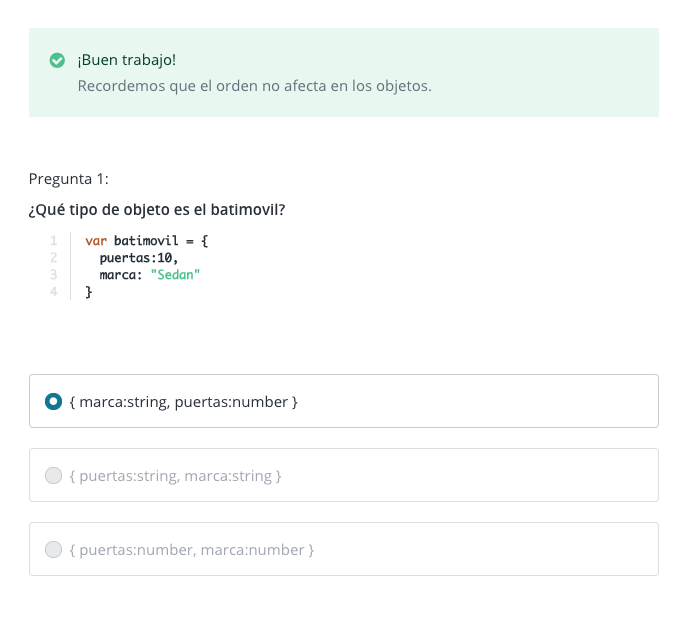 ¡Buen trabajo!
Recordemos que el orden no afecta en los objetos.
Pregunta 1:
¿Qué tipo de objeto es el batimovil?
1 var batimovil = {
2   puertas:10,
3   marca: "Sedan"
4 }
{ marca:string, puertas:number }
{ puertas:string, marca:string }
{ puertas:number, marca:number }